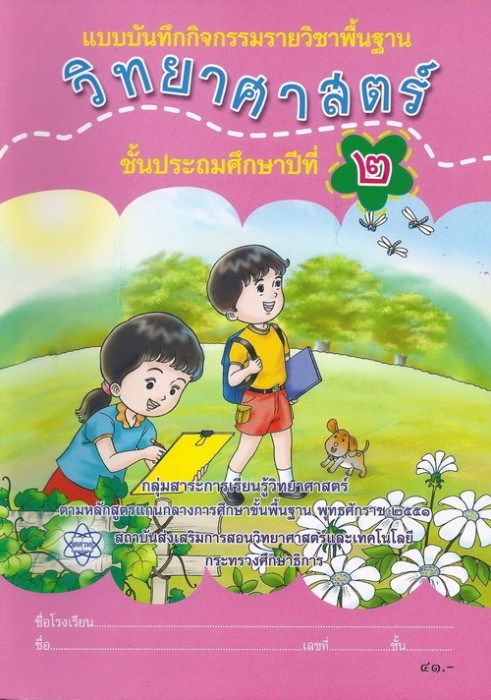 แบบบันทึกกิจกรรมรายวิชาพื้นฐาน
วิทยาศาสตร์
ชั้นประถมศึกษาปีที่ ๒
กลุ่มสาระการเรียนรู้วิทยาศาสตร์
ตามหลักสูตรแกนกลางการศึกษาขั้นพื้นฐาน พุทธศักราช ๒๕๕๑
สถาบันส่งเสริมการสอนวิทยาศาสตร์และเทคโนโลยี
กระทรวงศึกษาธิการ
ชื่อโรงเรียน
ชื่อ เลขที่ ชั้น
๔๑.-